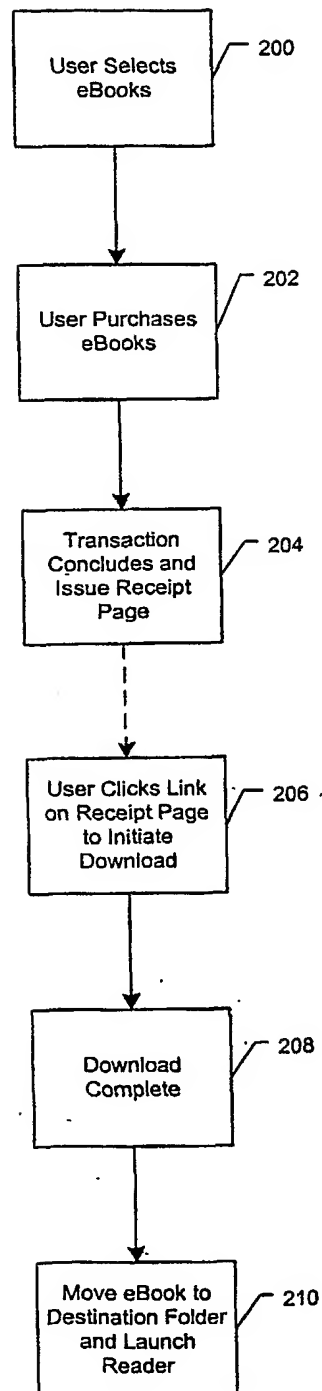 User Selects
eBooks
200
User Purchases
eBooks
202
Transaction
Concludes and
Issue Receipt
Page
204
User Clicks Link
on Receipt Page
to Initiate
Download
206
Download
Complete
208
Move eBook to
Destination Folder
and Launch
Reader
210